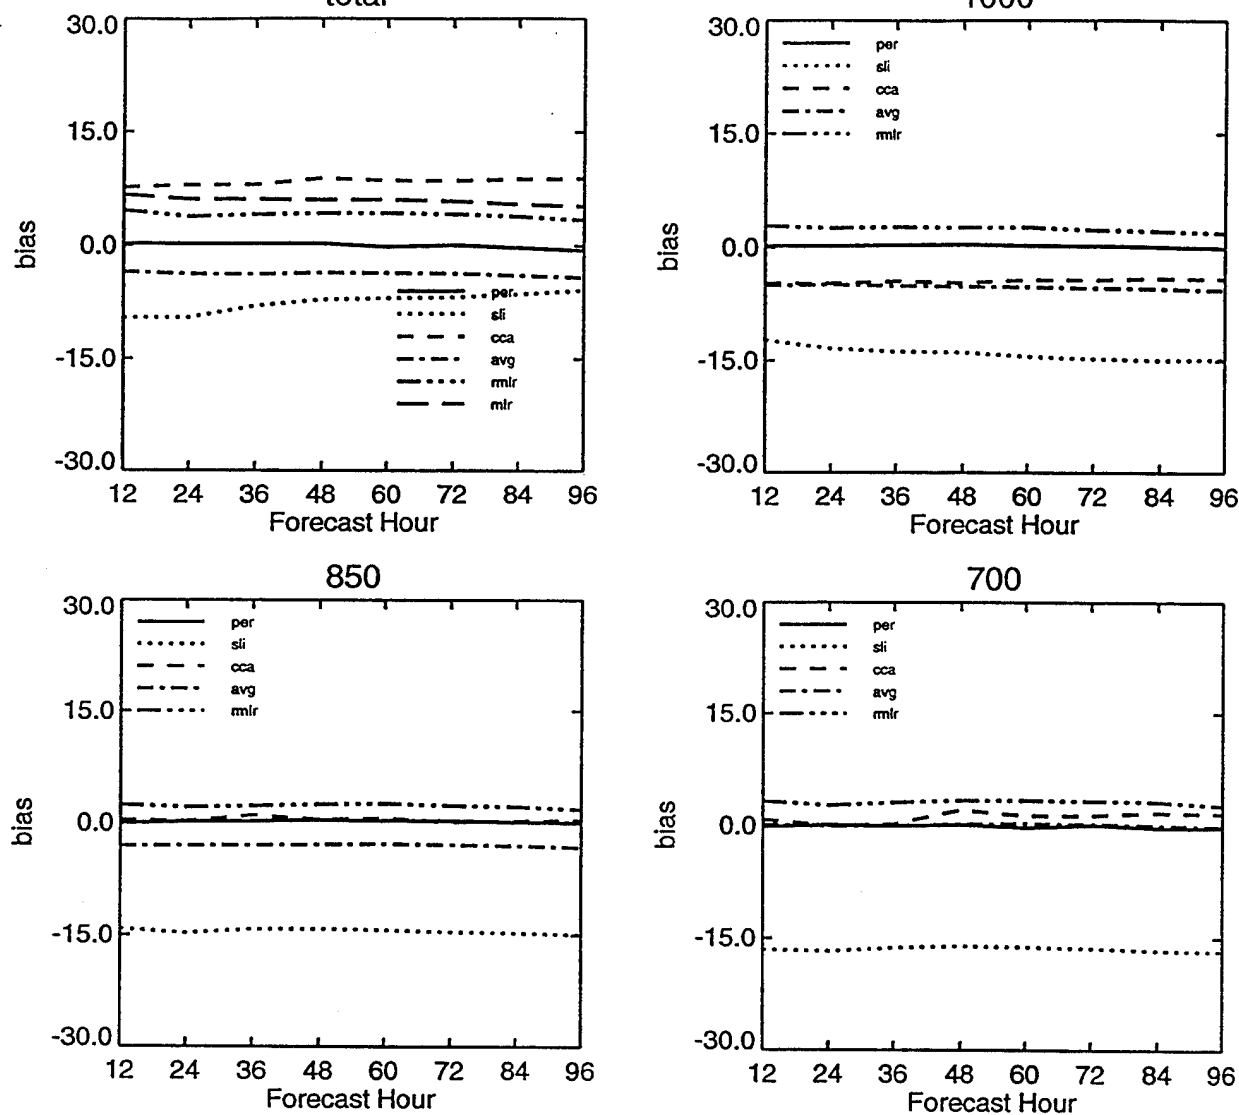 total
30.0
15.0
0.0
-15.0
-30.0
bias
per
sli
cca
avg
rmlr
mlr
12 24 36 48 60 72 84 96
Forecast Hour
1000
30.0
15.0
0.0
-15.0
-30.0
bias
per
sli
cca
avg
rmlr
12 24 36 48 60 72 84 96
Forecast Hour
850
30.0
15.0
0.0
-15.0
-30.0
bias
per
sli
cca
avg
rmlr
12 24 36 48 60 72 84 96
Forecast Hour
700
30.0
15.0
0.0
-15.0
-30.0
bias
per
sli
cca
avg
rmlr
12 24 36 48 60 72 84 96
Forecast Hour